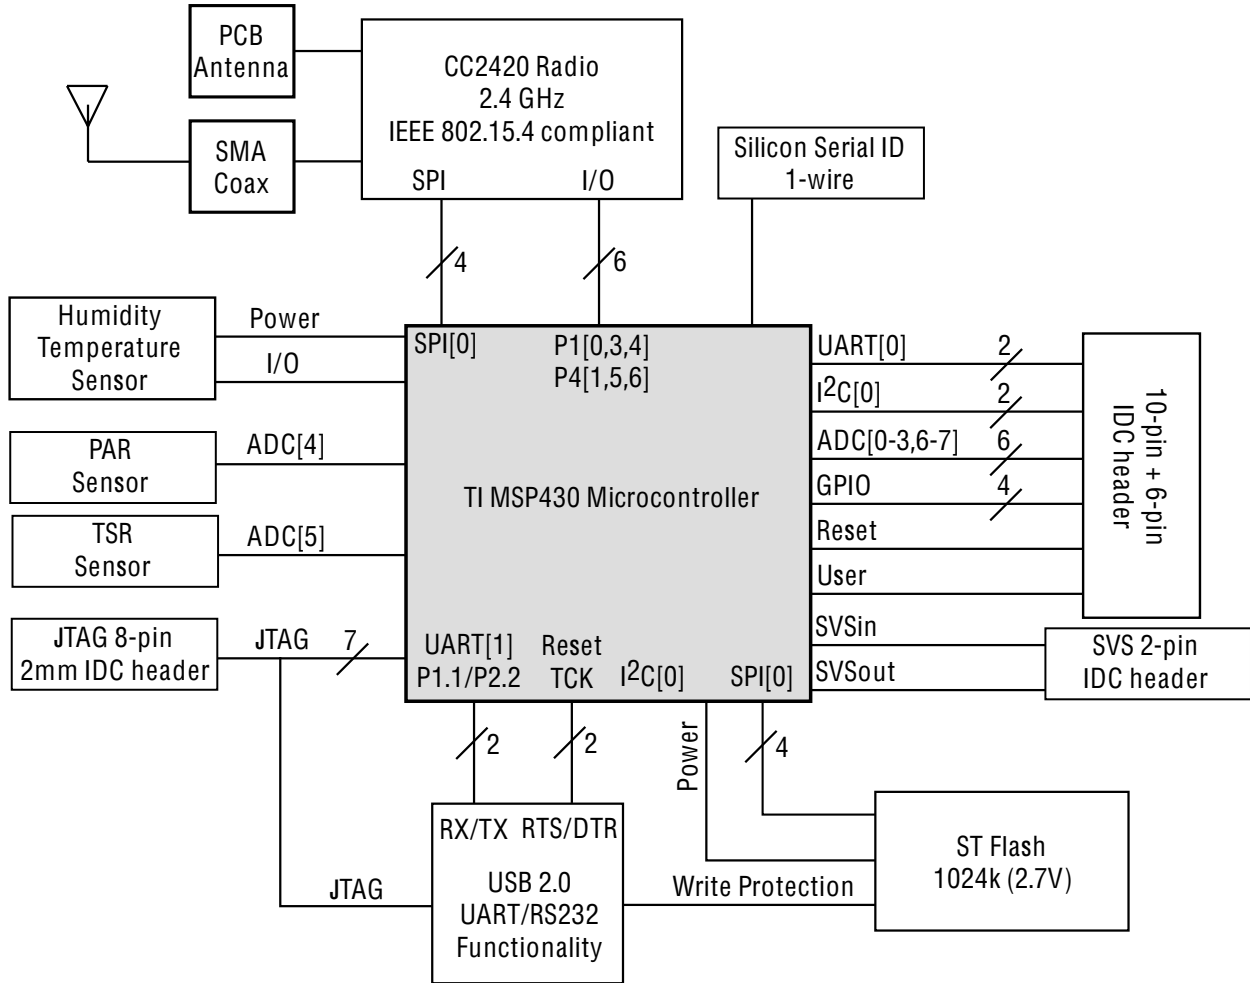 PCB
Antenna
CC2420 Radio
2.4 GHz
IEEE 802.15.4 compliant
SPI I/O
SMA
Coax
Silicon Serial ID
1-wire
4
6
Humidity
Temperature
Sensor
Power
I/O
SPI[0]
P1[0,3,4]
P4[1,5,6]
UART[0] 2
I2C[0] 2
ADC[0-3,6-7] 6
GPIO 4
Reset
User
10-pin + 6-pin
IDC header
PAR
Sensor
ADC[4]
TI MSP430 Microcontroller
TSR
Sensor
ADC[5]
JTAG 8-pin
2mm IDC header
JTAG 7
UART[1]
P1.1/P2.2
Reset
TCK
I2C[0]
SPI[0]
SVSin
SVSout
SVS 2-pin
IDC header
2
2
Power
4
RX/TX RTS/DTR
USB 2.0
UART/RS232
Functionality
JTAG
Write Protection
ST Flash
1024k (2.7V)